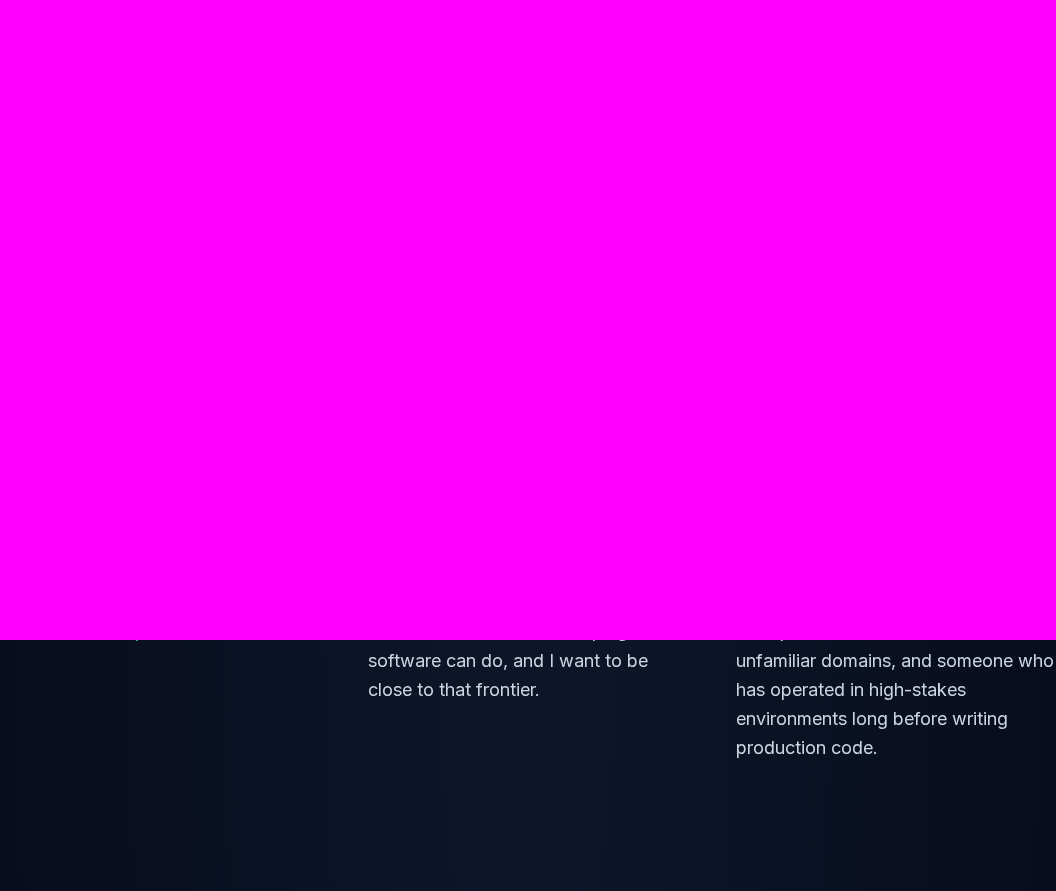 software can do, and I want to be
close to that frontier.
unfamiliar domains, and someone who
has operated in high-stakes
environments long before writing
production code.